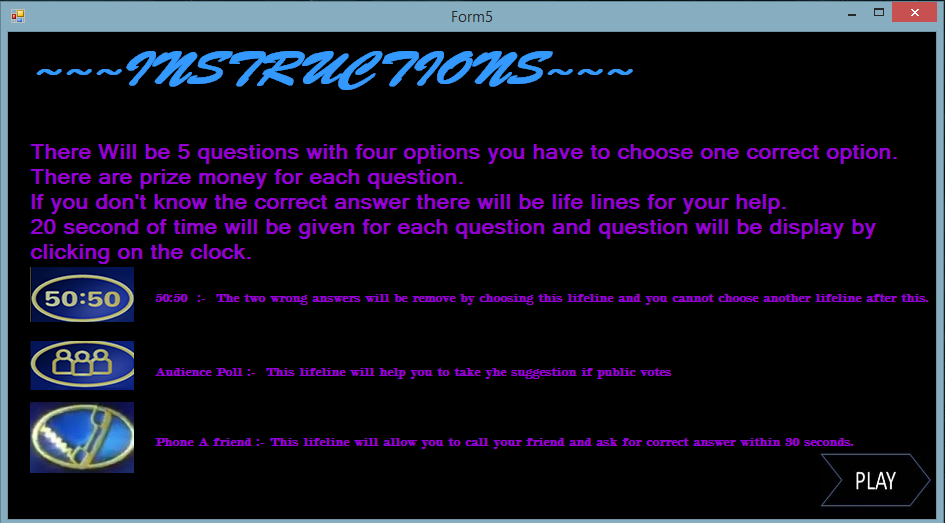 Form5
~~~INSTRUCTIONS~~~
There Will be 5 questions with four options you have to choose one correct option.
There are prize money for each question.
If you don't know the correct answer there will be life lines for your help.
20 second of time will be given for each question and question will be display by
clicking on the clock.
50:50
50:50 :- The two wrong answers will be remove by choosing this lifeline and you cannot choose another lifeline after this.
Audience Poll :- This lifeline will help you to take yhe snggestion if public votes
Phone A friend :- This lifeline will allow you to call your friend and ask for correct answer within 30 seconds.
PLAY